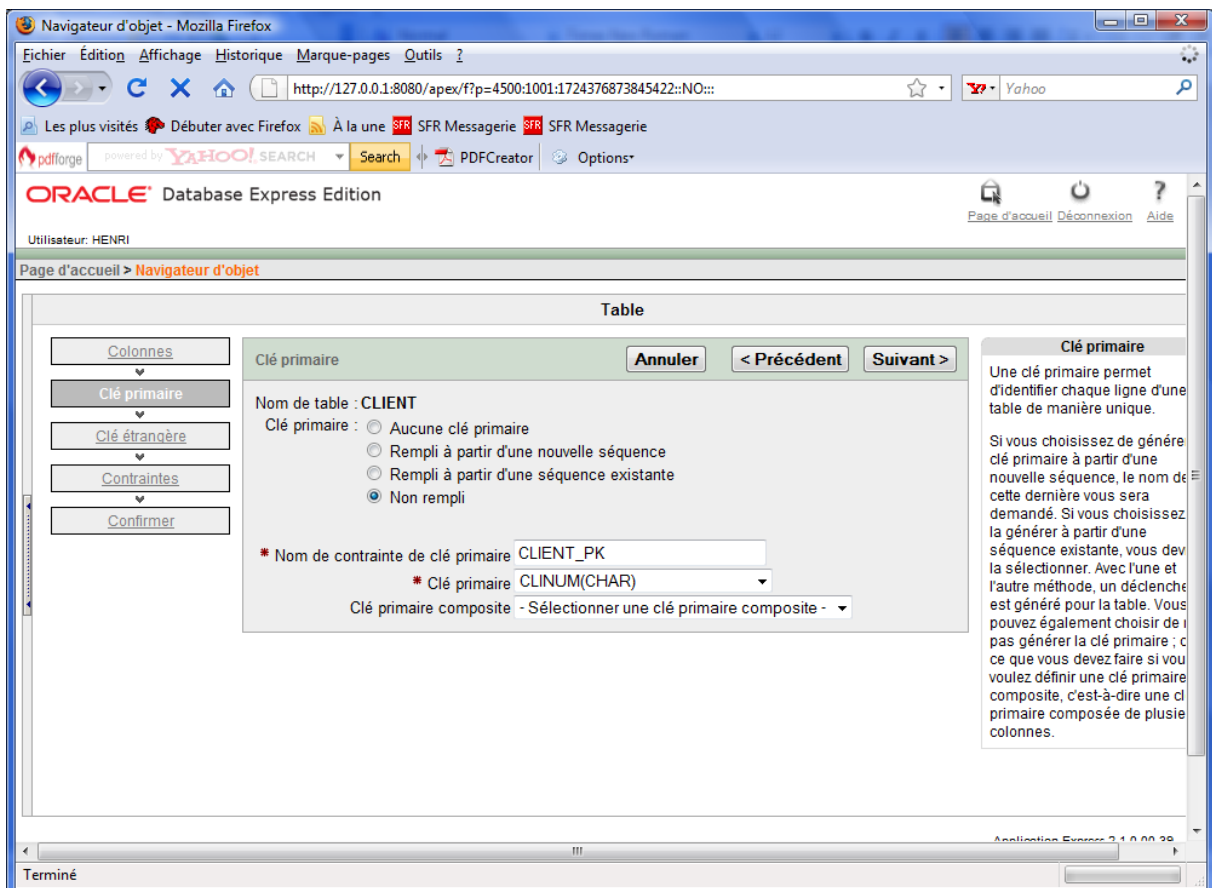 Navigateur d'objet - Mozilla Firefox
Fichier Édition Affichage Historique Marque-pages Outils ?
http://127.0.0.1:8080/apex/f?p=4500:1001:1724376873845422::NO:::
Yahoo
Les plus visités Débuter avec Firefox À la une SFR SFR Messagerie SFR SFR Messagerie
pdfforge powered by YAHOO! SEARCH Search PDFCreator Options
ORACLE Database Express Edition
Page d'accueil Déconnexion Aide
Utilisateur: HENRI
Page d'accueil > Navigateur d'objet
Table
Colonnes
Clé primaire
Clé étrangère
Contraintes
Confirmer
Clé primaire Annuler < Précédent Suivant >
Nom de table : CLIENT
Clé primaire : Aucune clé primaire
Rempli à partir d'une nouvelle séquence
Rempli à partir d'une séquence existante
Non rempli
* Nom de contrainte de clé primaire CLIENT_PK
* Clé primaire CLINUM(CHAR)
Clé primaire composite - Sélectionner une clé primaire composite -
Clé primaire
Une clé primaire permet
d'identifier chaque ligne d'une
table de manière unique.
Si vous choisissez de génére
clé primaire à partir d'une
nouvelle séquence, le nom de
cette dernière vous sera
demandé. Si vous choisissez
la générer à partir d'une
séquence existante, vous dev
la sélectionner. Avec l'une et
l'autre méthode, un déclenche
est généré pour la table. Vous
pouvez également choisir de
pas générer la clé primaire ; c
ce que vous devez faire si vou
voulez définir une clé primaire
composite, c'est-à-dire une cl
primaire composée de plusie
colonnes.
Application Express 2.1.0.00.39
Terminé